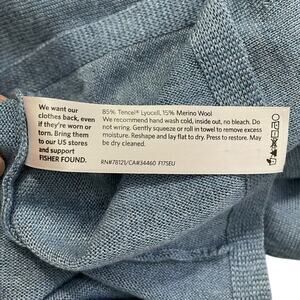 We want our
clothes back, even
if they're worn or
torn. Bring them
to our US stores
and support
FISHER FOUND.
85% Tencel® Lyocell, 15% Merino Wool
We recommend hand wash cold, inside out, no bleach. Do
not wring. Gently squeeze or roll in towel to remove excess
moisture. Reshape and lay flat to dry. Press to restore. May
be dry cleaned.
RN#78121/CA#34460 F17SEU